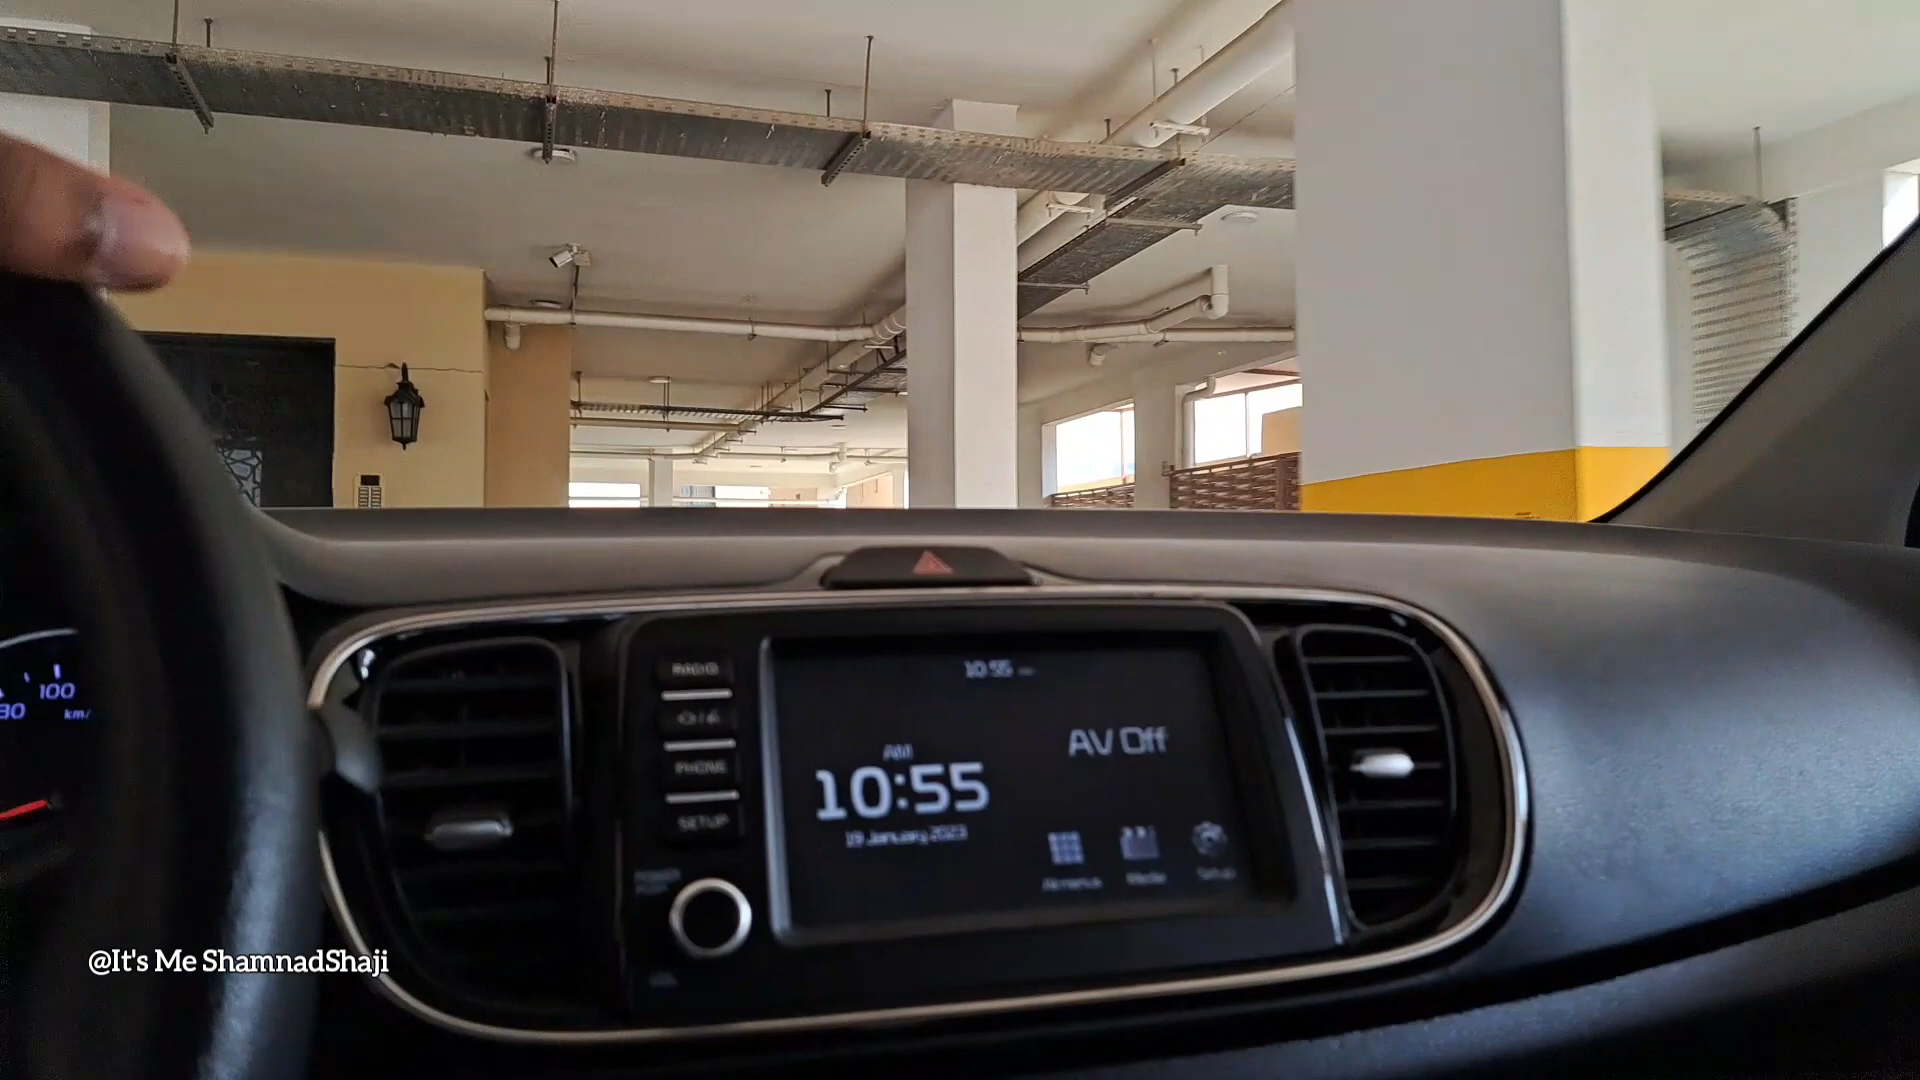 100
80
km/
RADIO
PHONE
SETUP
10:55
AM
10:55
19 January 2023
AV Off
Media
Setup
@It's Me ShamnadShaji